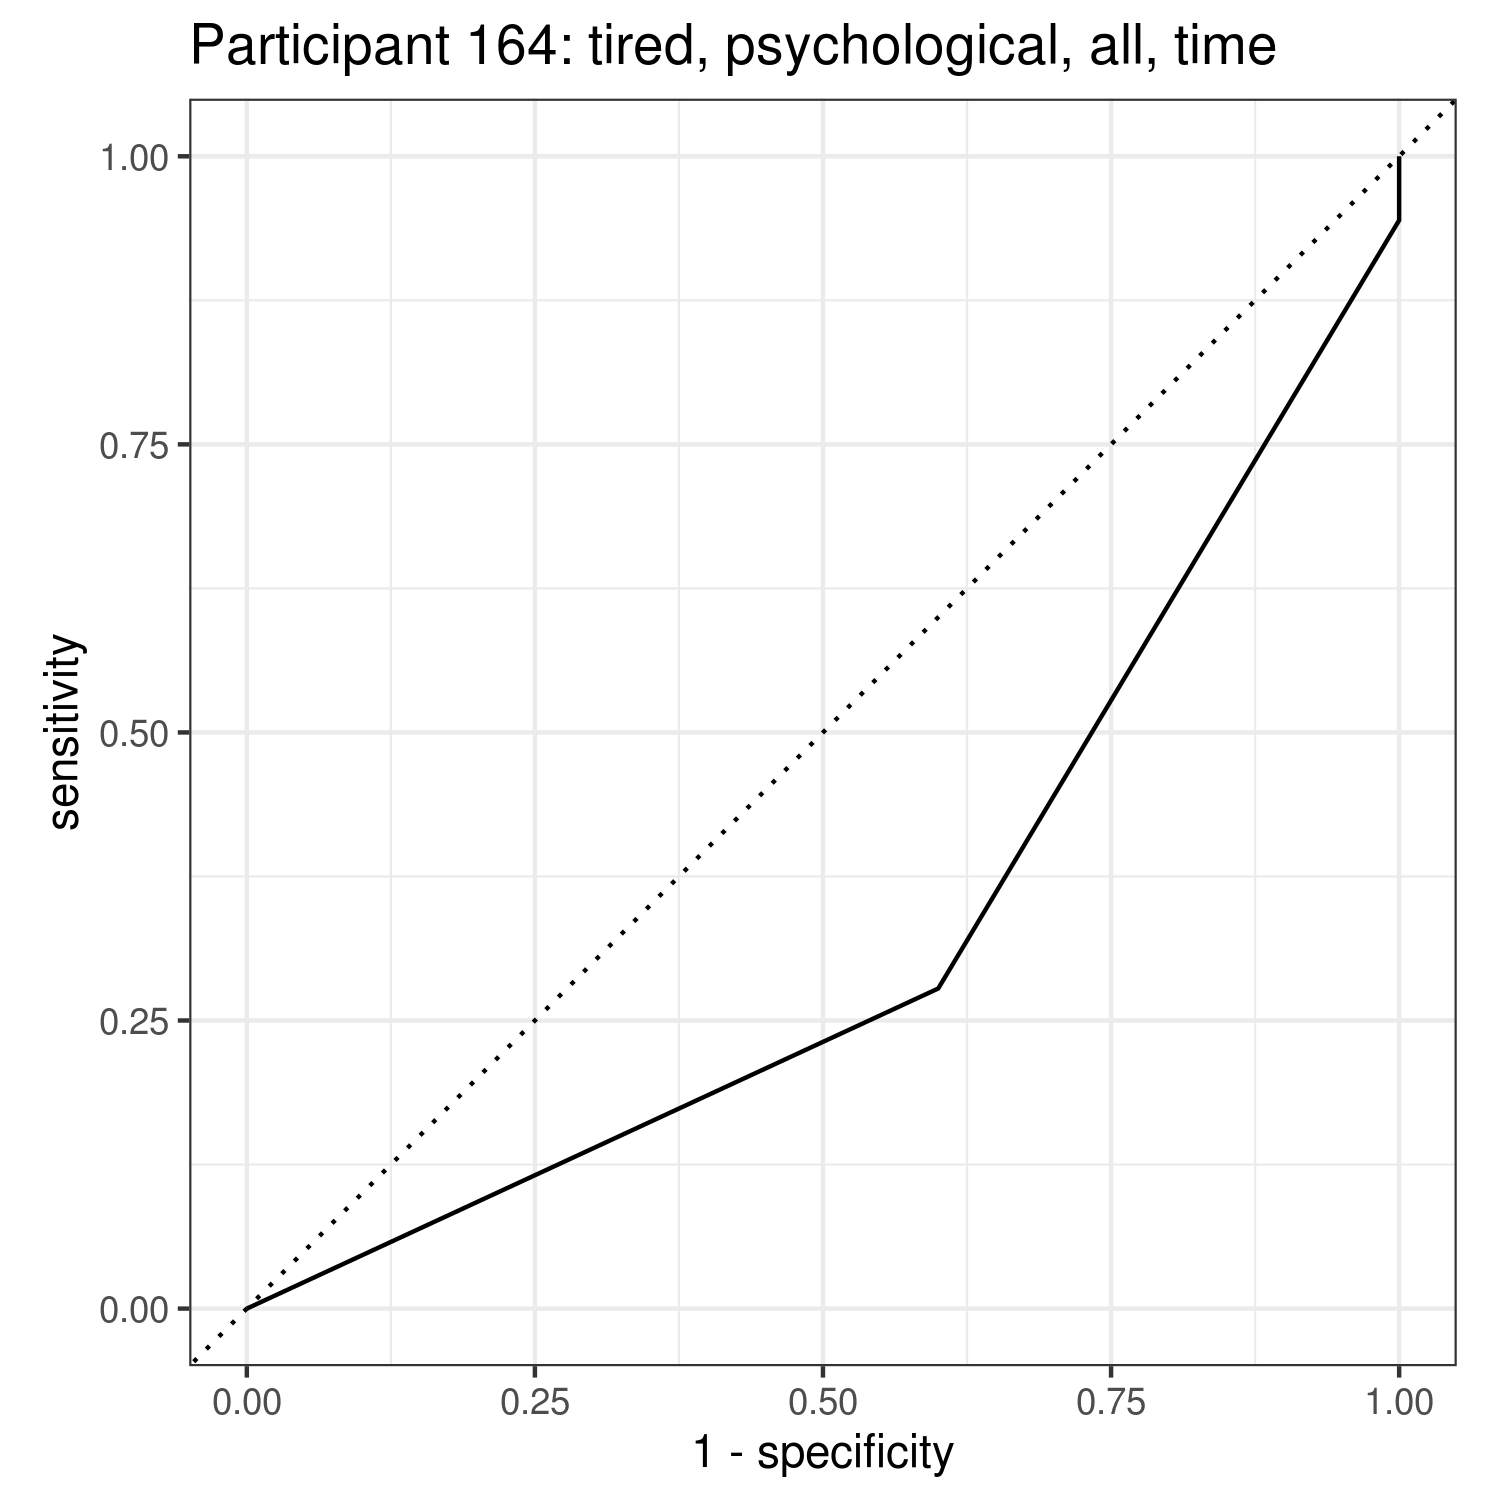 Participant 164: tired, psychological, all, time
1.00
0.75
0.50
0.25
0.00
sensitivity
0.00 0.25 0.50 0.75 1.00
1 - specificity